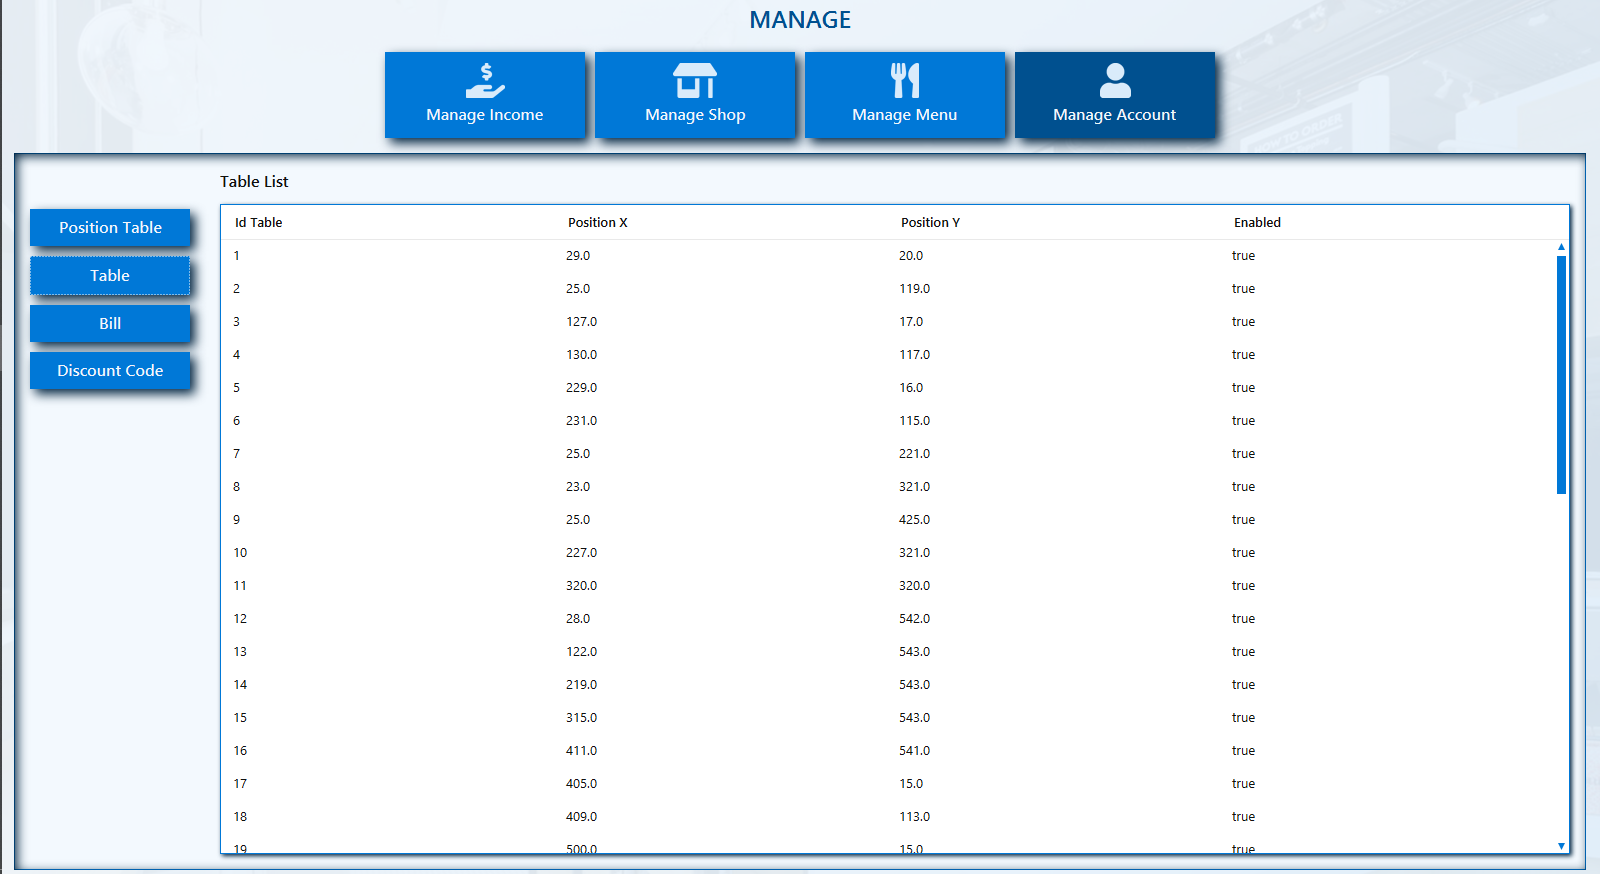 MANAGE
Manage Income Manage Shop Manage Menu Manage Account
HOW TO ORDER
Table List
Position Table
Table
Bill
Discount Code
Id Table Position X Position Y Enabled
1 29.0 20.0 true
2 25.0 119.0 true
3 127.0 17.0 true
4 130.0 117.0 true
5 229.0 16.0 true
6 231.0 115.0 true
7 25.0 221.0 true
8 23.0 321.0 true
9 25.0 425.0 true
10 227.0 321.0 true
11 320.0 320.0 true
12 28.0 542.0 true
13 122.0 543.0 true
14 219.0 543.0 true
15 315.0 543.0 true
16 411.0 541.0 true
17 405.0 15.0 true
18 409.0 113.0 true
19 500.0 15.0 true